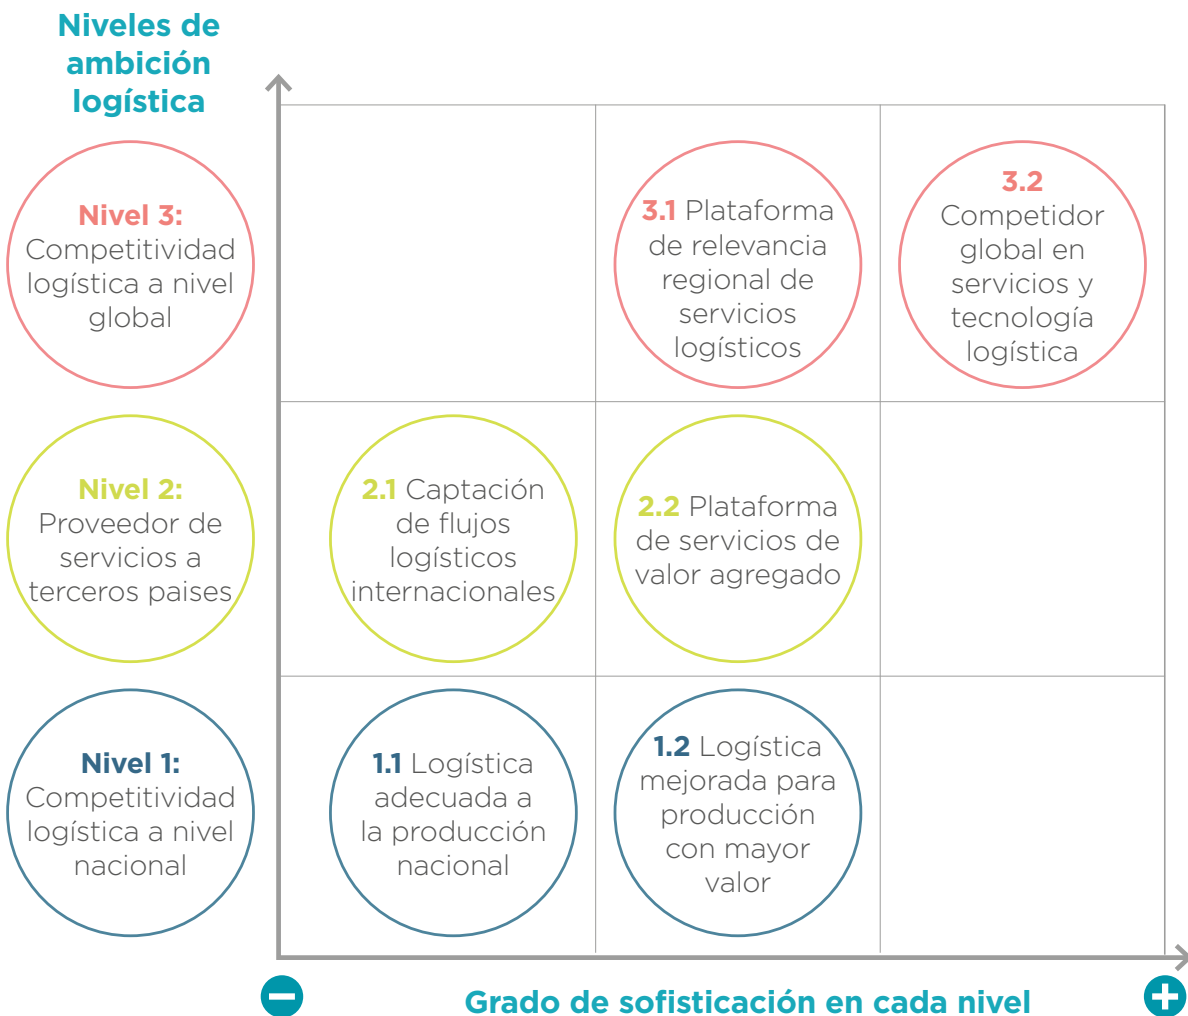 Niveles de
ambición
logística
Nivel 3:
Competitividad
logística a nivel
global
3.1 Plataforma
de relevancia
regional de
servicios
logísticos
3.2
Competidor
global en
servicios y
tecnología
logística
Nivel 2:
Proveedor de
servicios a
terceros paises
2.1 Captación
de flujos
logísticos
internacionales
2.2 Plataforma
de servicios de
valor agregado
Nivel 1:
Competitividad
logística a nivel
nacional
1.1 Logística
adecuada a
la producción
nacional
1.2 Logística
mejorada para
producción
con mayor
valor
Grado de sofisticación en cada nivel